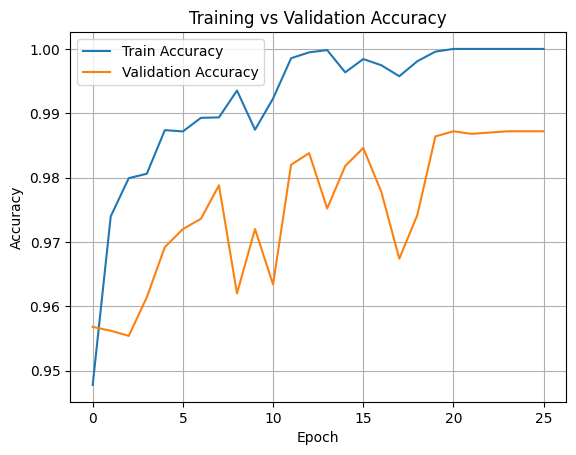 Training vs Validation Accuracy
Train Accuracy
Validation Accuracy
1.00
0.99
0.98
0.97
0.96
0.95
Accuracy
0 5 10 15 20 25
Epoch